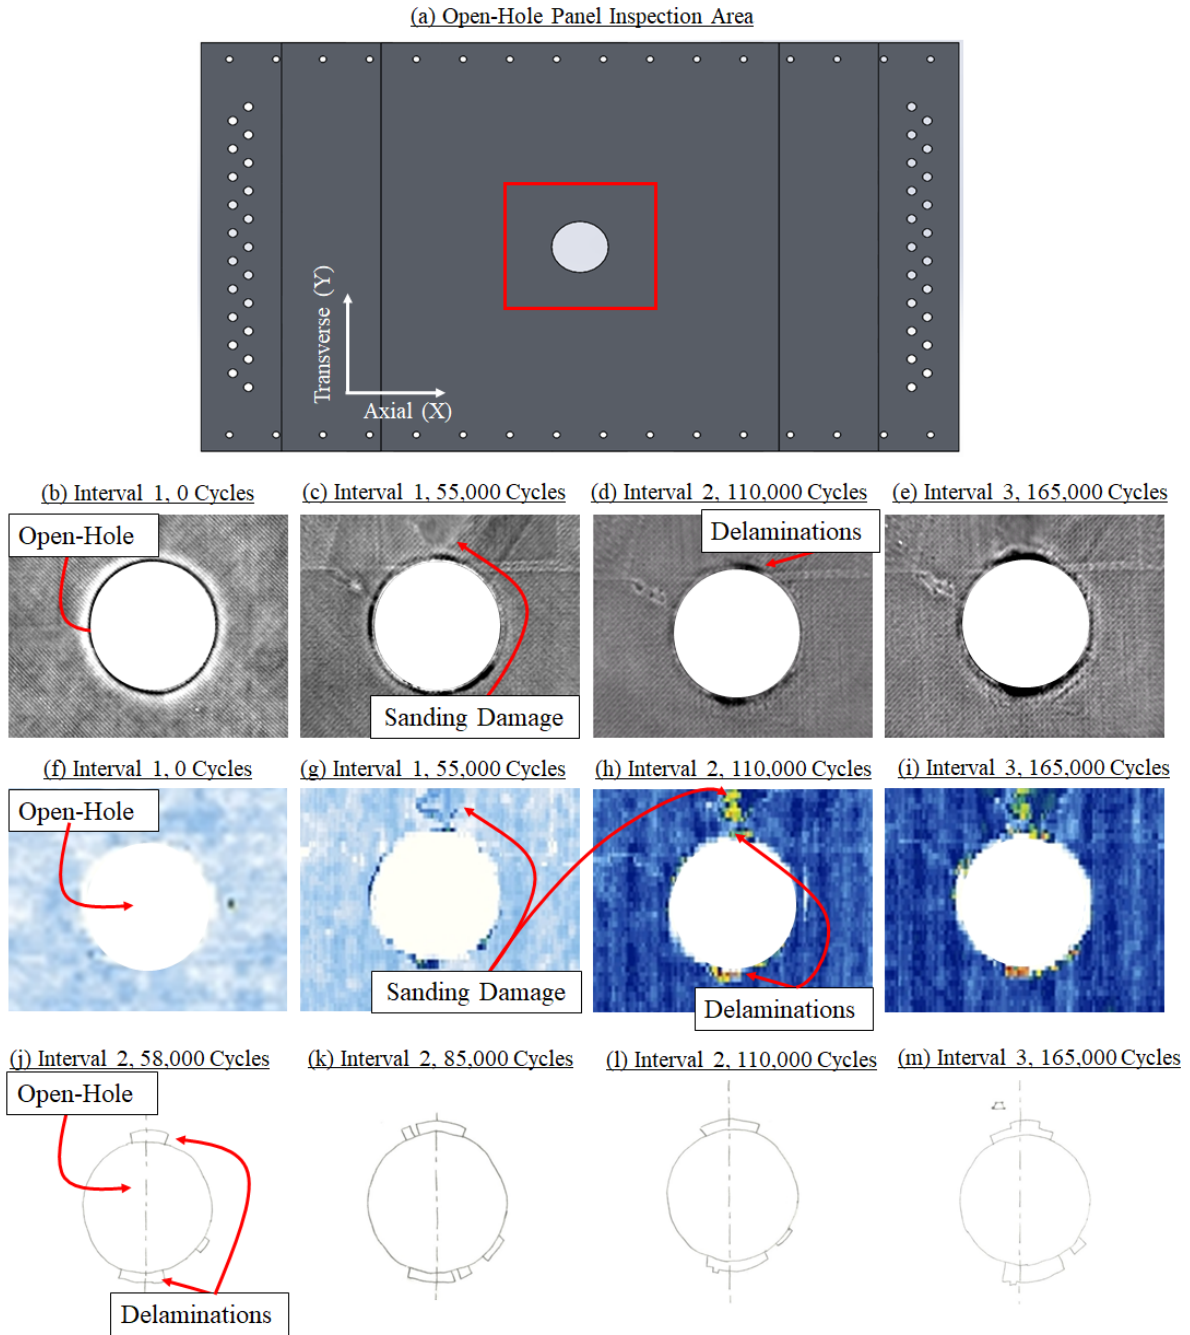 (a) Open-Hole Panel Inspection Area
Transverse (Y)
Axial (X)
(b) Interval 1, 0 Cycles
(c) Interval 1, 55,000 Cycles
(d) Interval 2, 110,000 Cycles
(e) Interval 3, 165,000 Cycles
Open-Hole
Delaminations
Sanding Damage
(f) Interval 1, 0 Cycles
(g) Interval 1, 55,000 Cycles
(h) Interval 2, 110,000 Cycles
(i) Interval 3, 165,000 Cycles
Open-Hole
Sanding Damage
Delaminations
(j) Interval 2, 58,000 Cycles
(k) Interval 2, 85,000 Cycles
(l) Interval 2, 110,000 Cycles
(m) Interval 3, 165,000 Cycles
Open-Hole
Delaminations